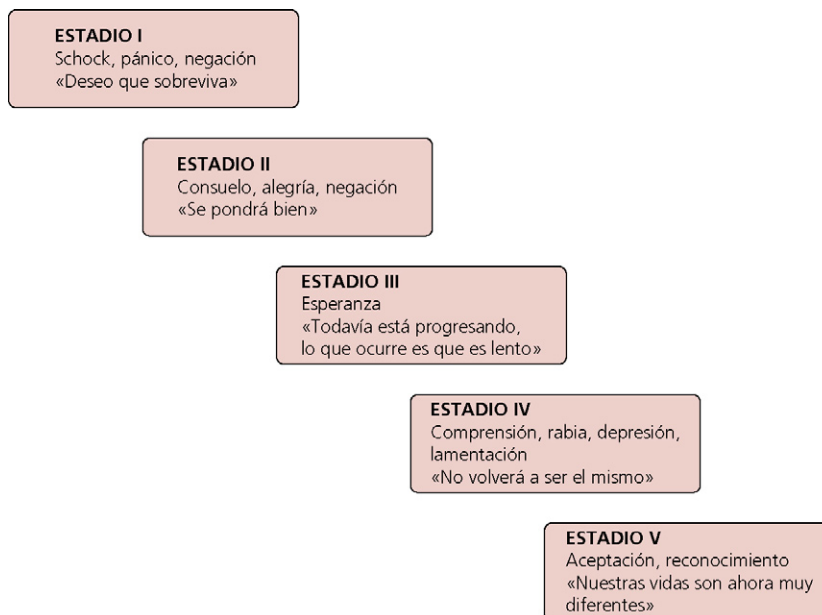 ESTADIO I
Schock, pánico, negación
«Deseo que sobreviva»
ESTADIO II
Consuelo, alegría, negación
«Se pondrá bien»
ESTADIO III
Esperanza
«Todavía está progresando,
lo que ocurre es que es lento»
ESTADIO IV
Comprensión, rabia, depresión,
lamentación
«No volverá a ser el mismo»
ESTADIO V
Aceptación, reconocimiento
«Nuestras vidas son ahora muy
diferentes»